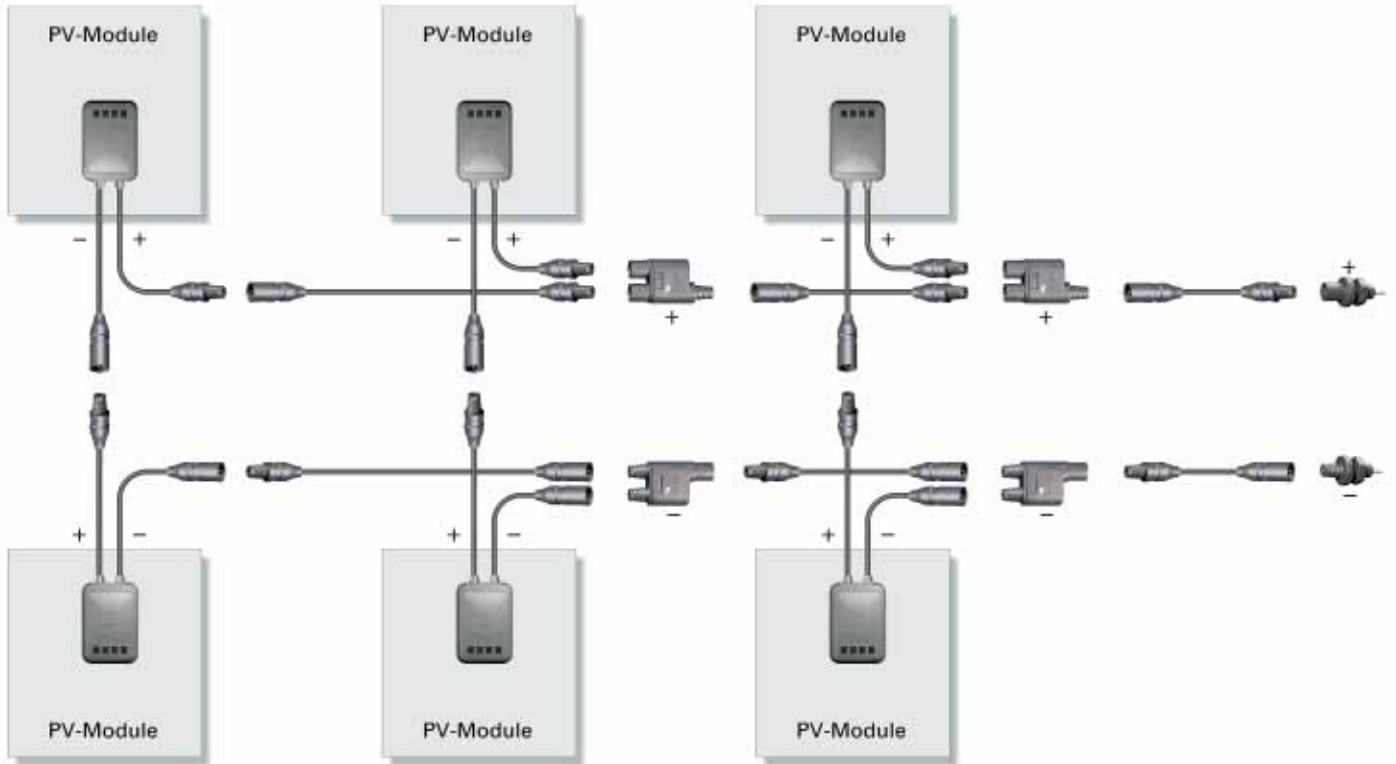 PV-Module PV-Module PV-Module
− + − + − +
+
+ +
−
− −
+ − + − + −
PV-Module PV-Module PV-Module